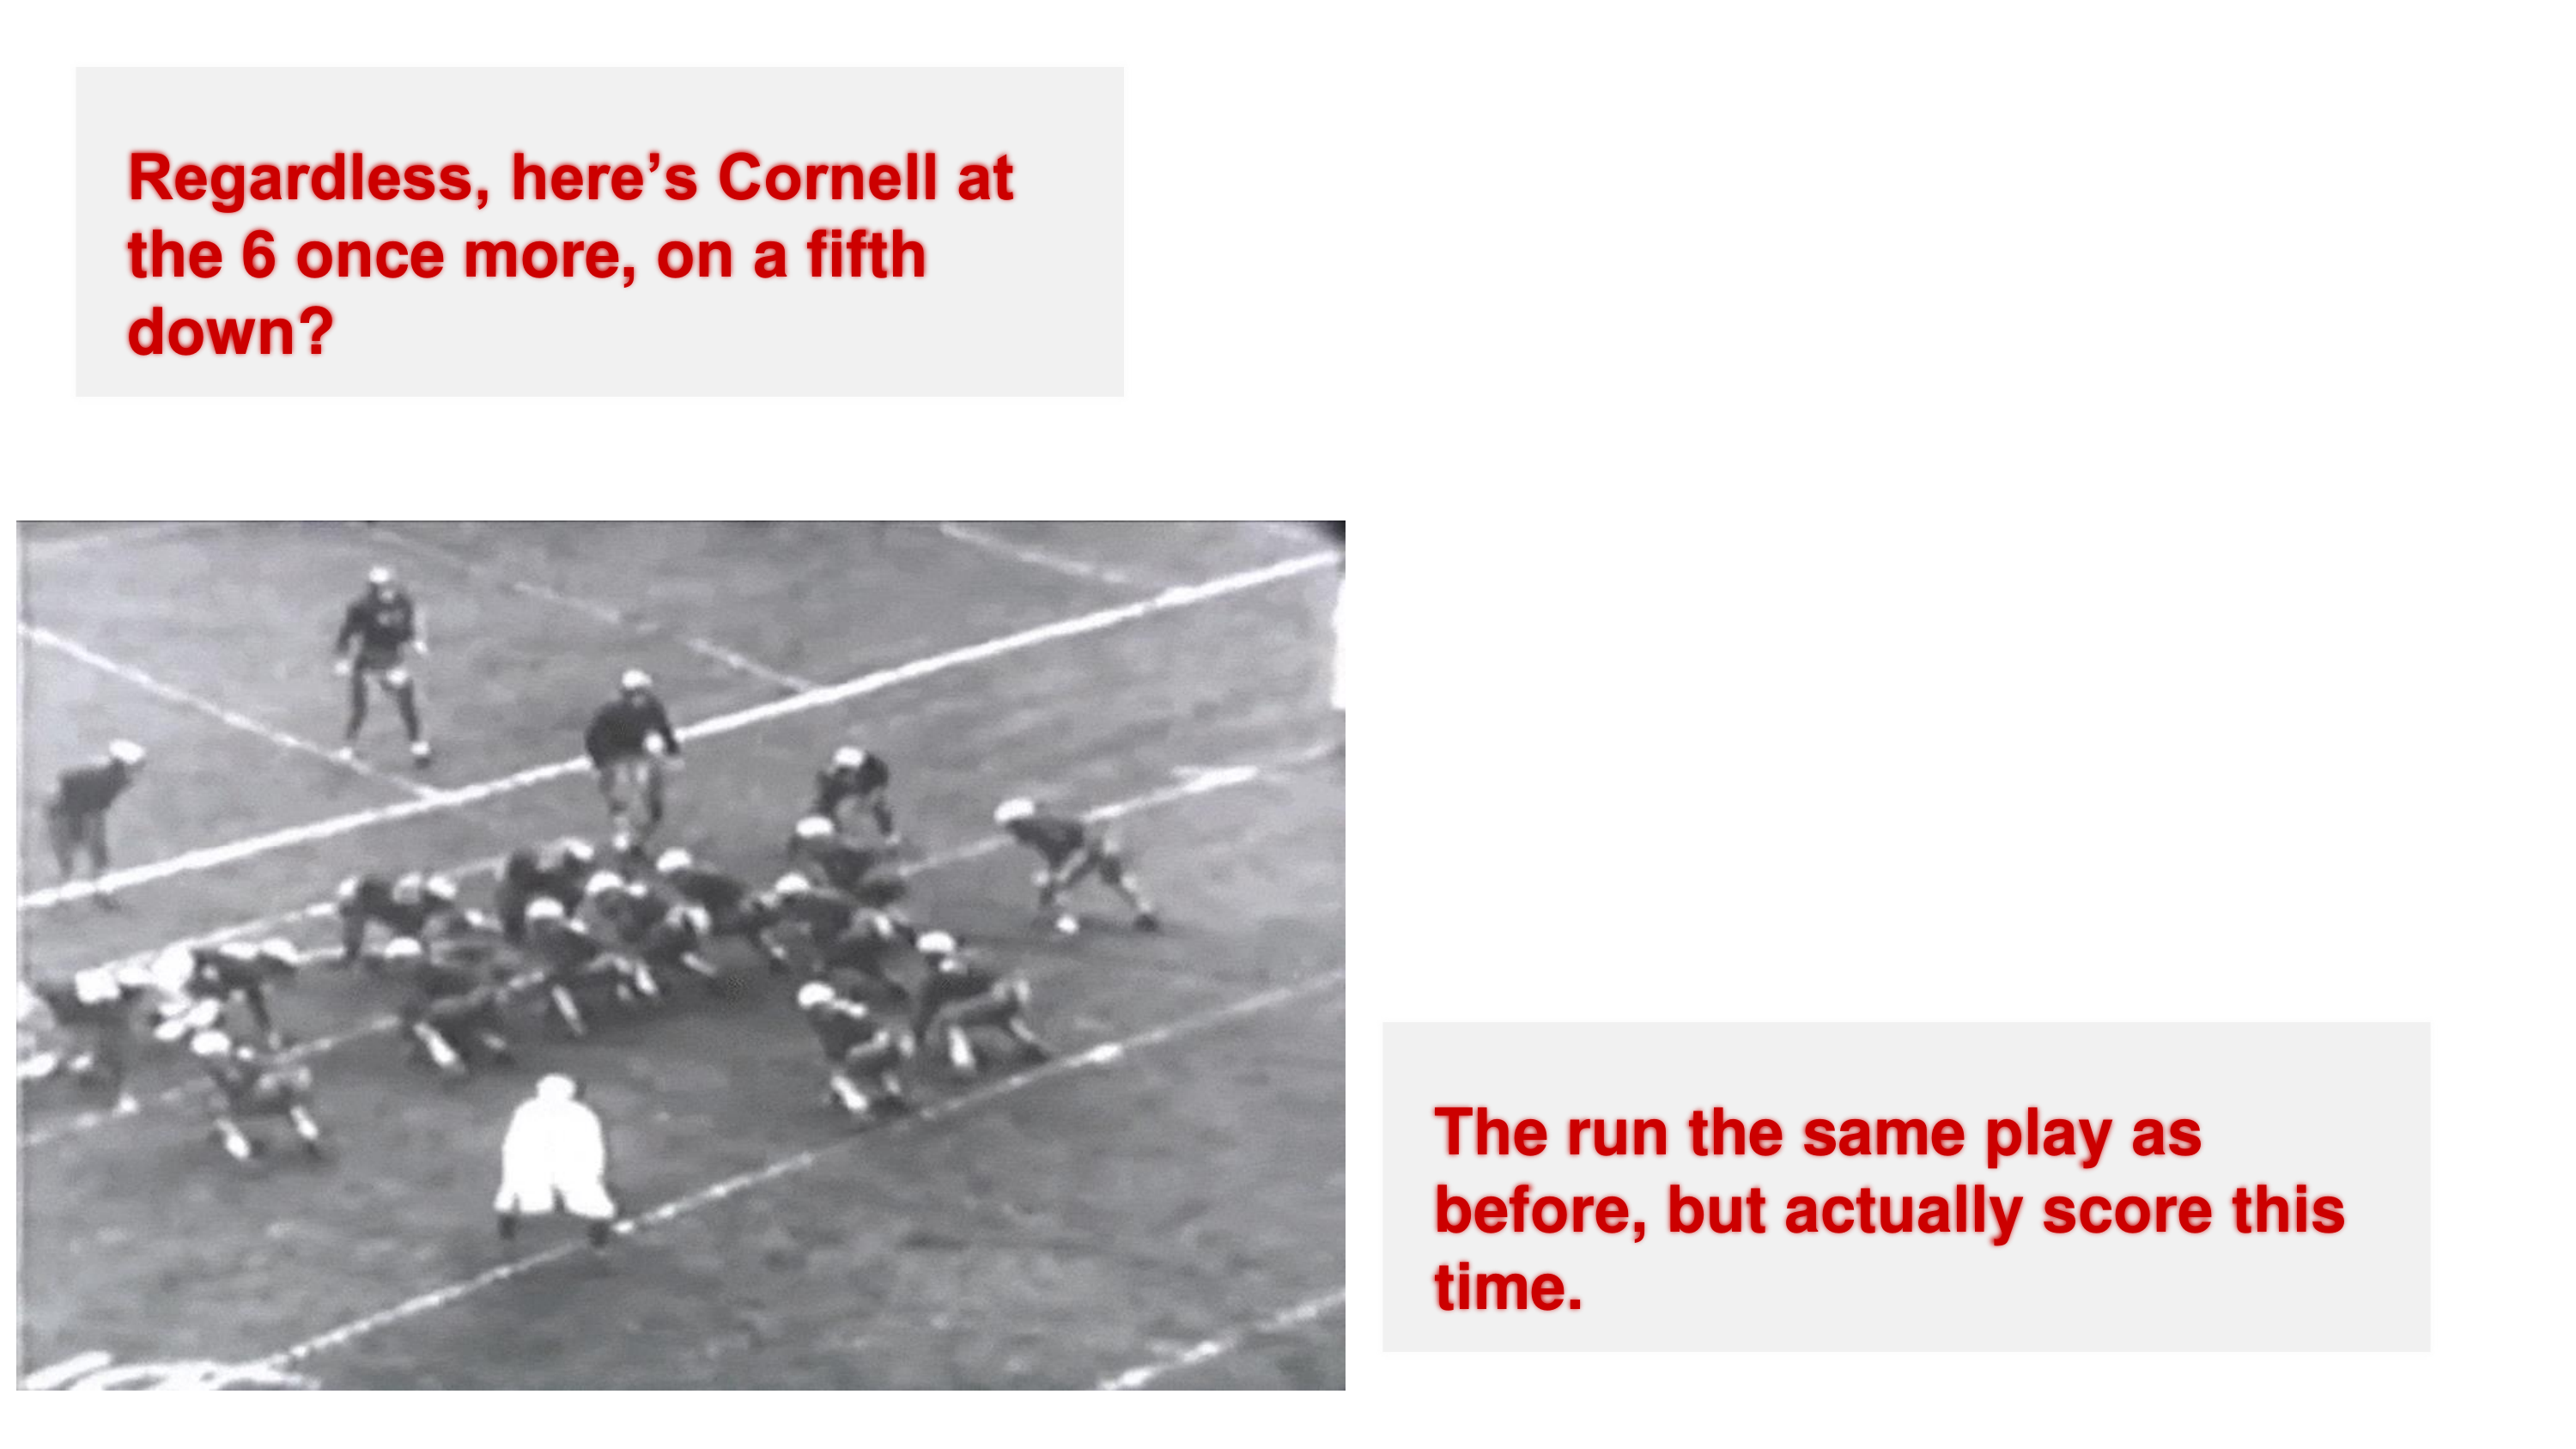 Regardless, here’s Cornell at
the 6 once more, on a fifth
down?
The run the same play as
before, but actually score this
time.